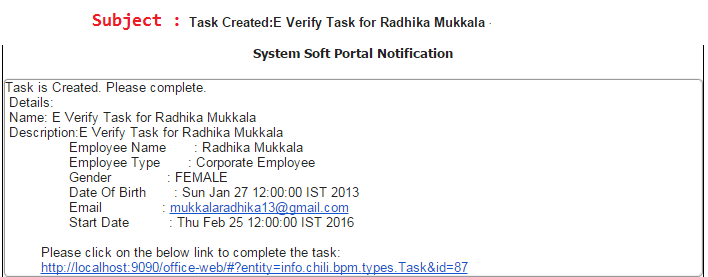 Subject : Task Created:E Verify Task for Radhika Mukkala
System Soft Portal Notification
Task is Created. Please complete.
Details:
Name: E Verify Task for Radhika Mukkala
Description:E Verify Task for Radhika Mukkala
Employee Name : Radhika Mukkala
Employee Type : Corporate Employee
Gender : FEMALE
Date Of Birth : Sun Jan 27 12:00:00 IST 2013
Email : mukkalaradhika13@gmail.com
Start Date : Thu Feb 25 12:00:00 IST 2016
Please click on the below link to complete the task:
http://localhost:9090/office-web/#?entity=info.chili.bpm.types.Task&id=87